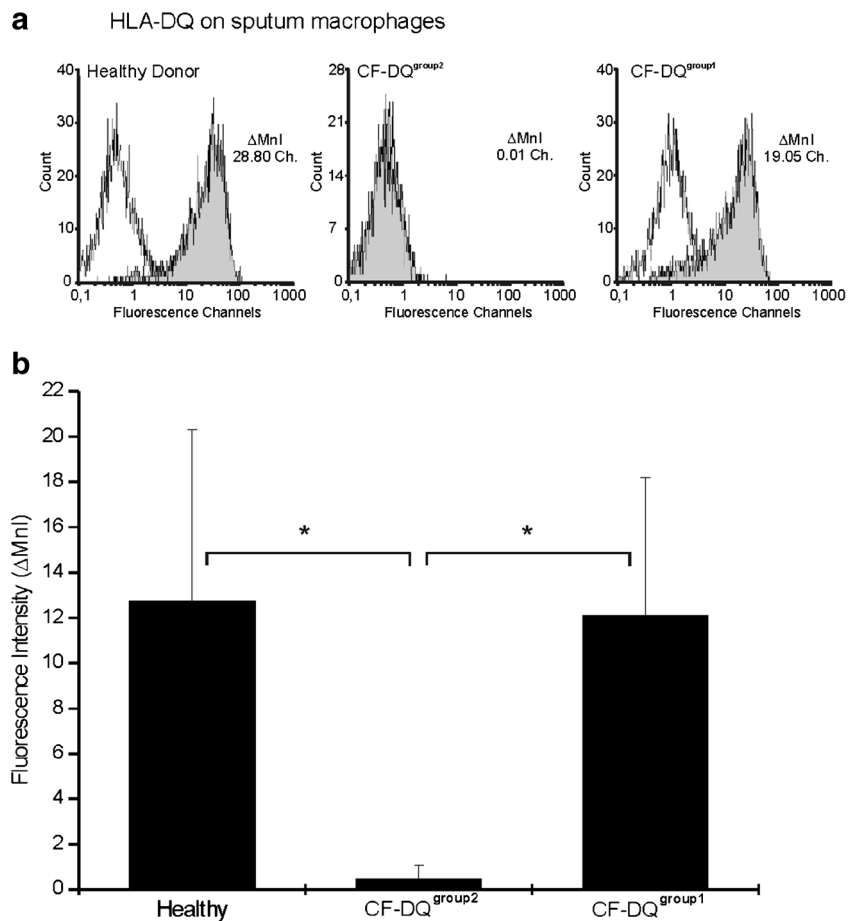 a
HLA-DQ on sputum macrophages
Healthy Donor
40
30
20
10
0
Count
ΔMnI
28.80 Ch.
0,1 1 10 100 1000
Fluorescence Channels
CF-DQgroup2
28
21
14
7
0
Count
ΔMnI
0.01 Ch.
0,1 1 10 100 1000
Fluorescence Channels
CF-DQgroup1
40
30
20
10
0
Count
ΔMnI
19.05 Ch.
0,1 1 10 100 1000
Fluorescence Channels
b
Fluorescence Intensity (ΔMnI)
22
20
18
16
14
12
10
8
6
4
2
0
* *
Healthy CF-DQgroup2 CF-DQgroup1